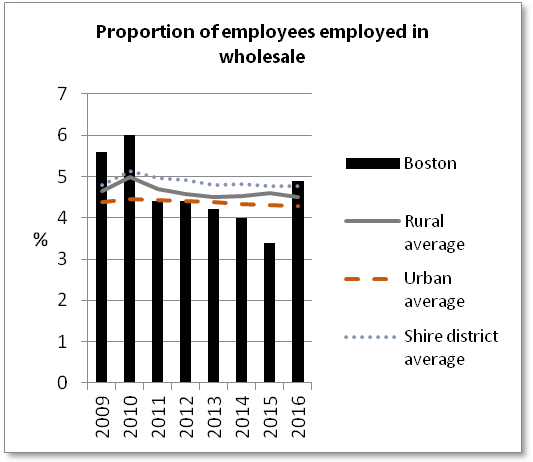 Proportion of employees employed in
wholesale
7
6
5
4
3
2
1
0
%
2009
2010
2011
2012
2013
2014
2015
2016
Boston
Rural
average
Urban
average
Shire district
average